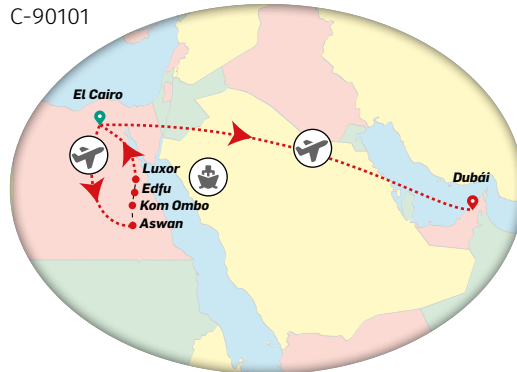 C-90101
El Cairo
Luxor
Edfu
Kom Ombo
Aswan
Dubái